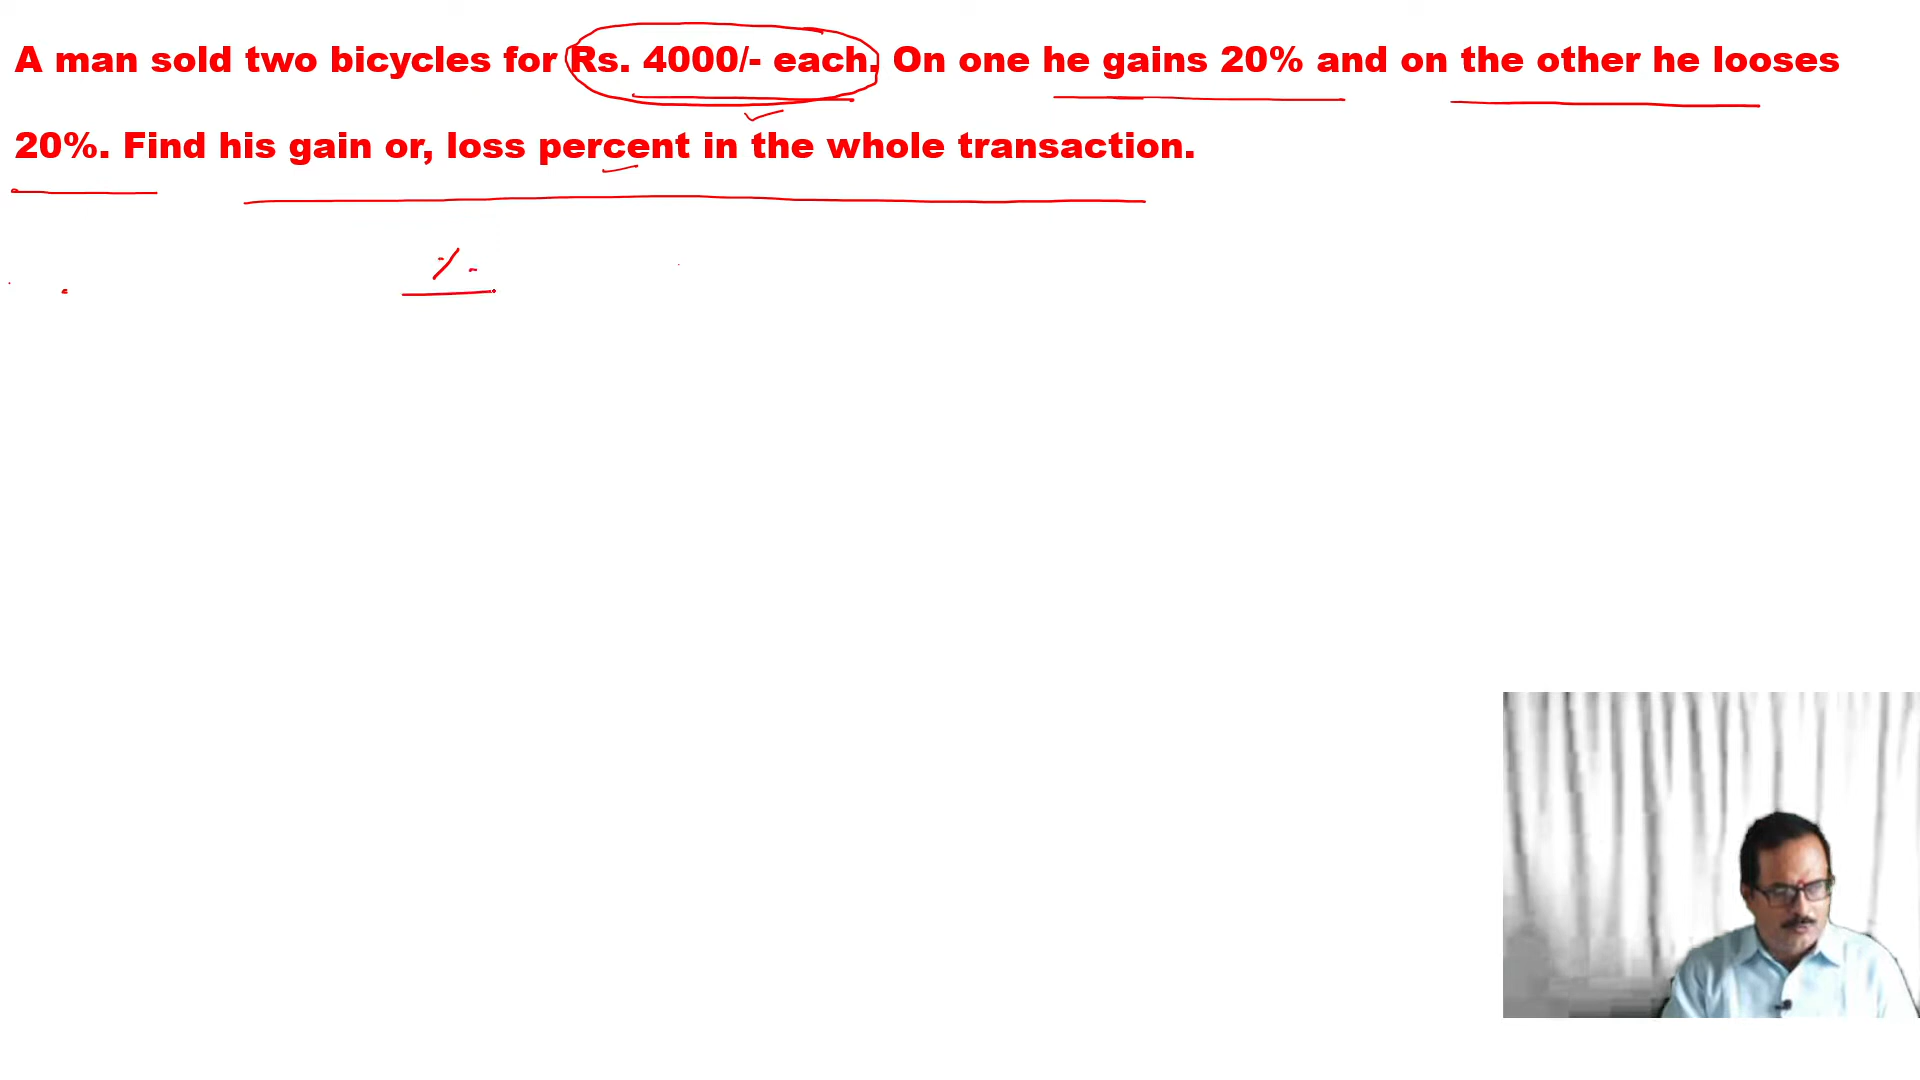 A man sold two bicycles for Rs. 4000/- each. On one he gains 20% and on the other he looses
20%. Find his gain or, loss percent in the whole transaction.
%